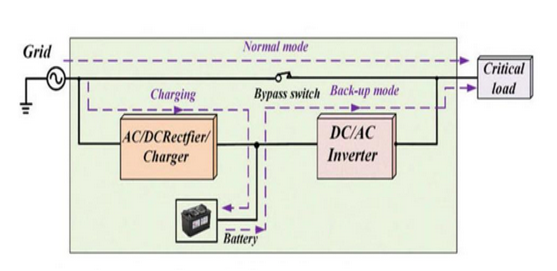 Grid
Normal mode
Critical
load
Charging
Bypass switch
Back-up mode
AC/DCRectfier/
Charger
DC/AC
Inverter
Battery